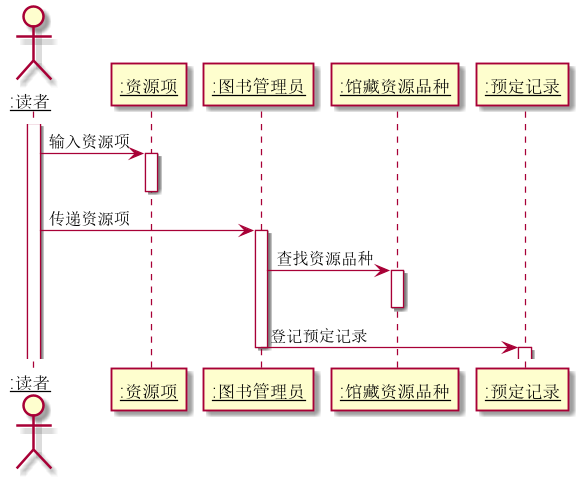 :读者
:资源项
:图书管理员
:馆藏资源品种
:预定记录
输入资源项
传递资源项
查找资源品种
登记预定记录
:读者
:资源项
:图书管理员
:馆藏资源品种
:预定记录